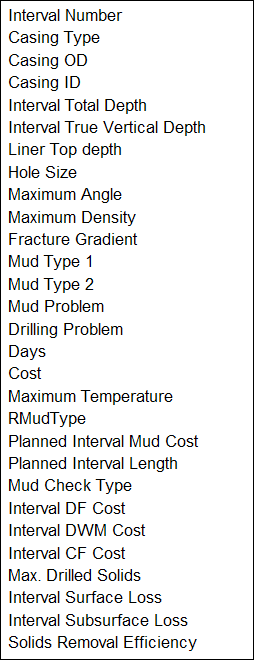 Interval Number
Casing Type
Casing OD
Casing ID
Interval Total Depth
Interval True Vertical Depth
Liner Top depth
Hole Size
Maximum Angle
Maximum Density
Fracture Gradient
Mud Type 1
Mud Type 2
Mud Problem
Drilling Problem
Days
Cost
Maximum Temperature
RMudType
Planned Interval Mud Cost
Planned Interval Length
Mud Check Type
Interval DF Cost
Interval DWM Cost
Interval CF Cost
Max. Drilled Solids
Interval Surface Loss
Interval Subsurface Loss
Solids Removal Efficiency